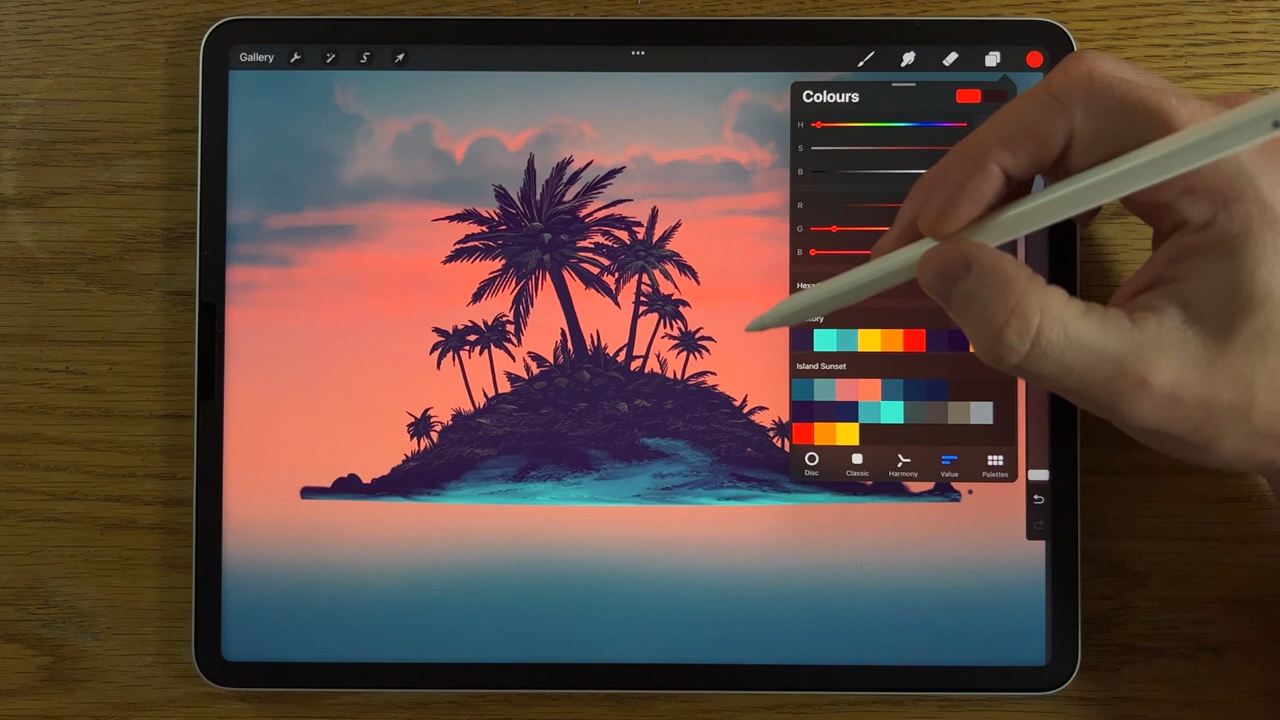 Gallery
Colours
H
S
B
R
G
B
Island Sunset
Disc
Classic
Harmony
Value
Palettes